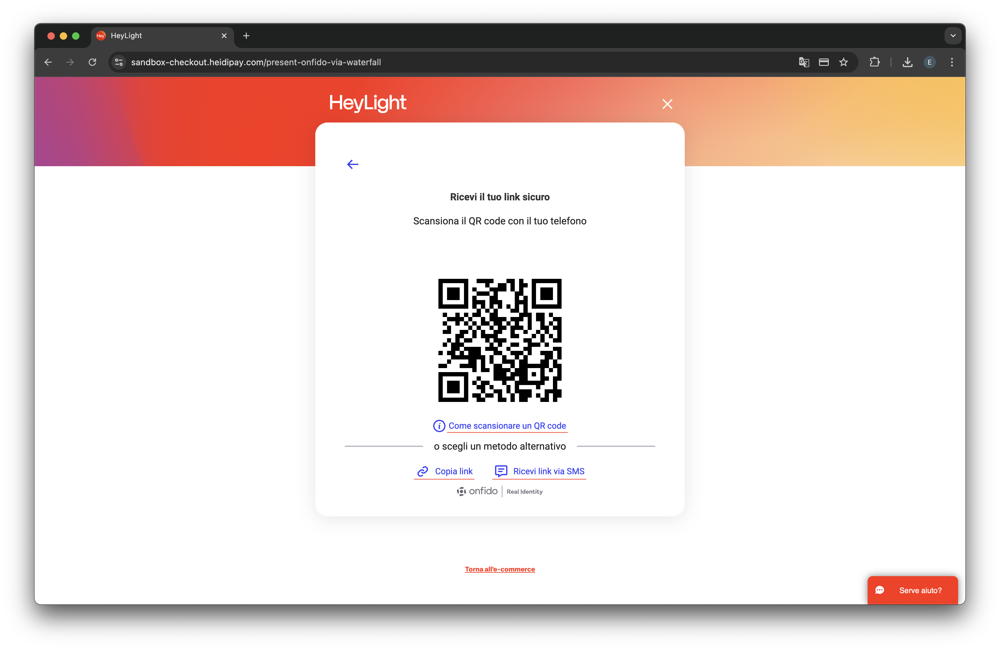 Hey
HeyLight
sandbox-checkout.heidipay.com/present-onfido-via-waterfall
E
HeyLight
Ricevi il tuo link sicuro
Scansiona il QR code con il tuo telefono
Come scansionare un QR code
o scegli un metodo alternativo
Copia link
Ricevi link via SMS
onfido | Real Identity
Torna all'e-commerce
Serve aiuto?